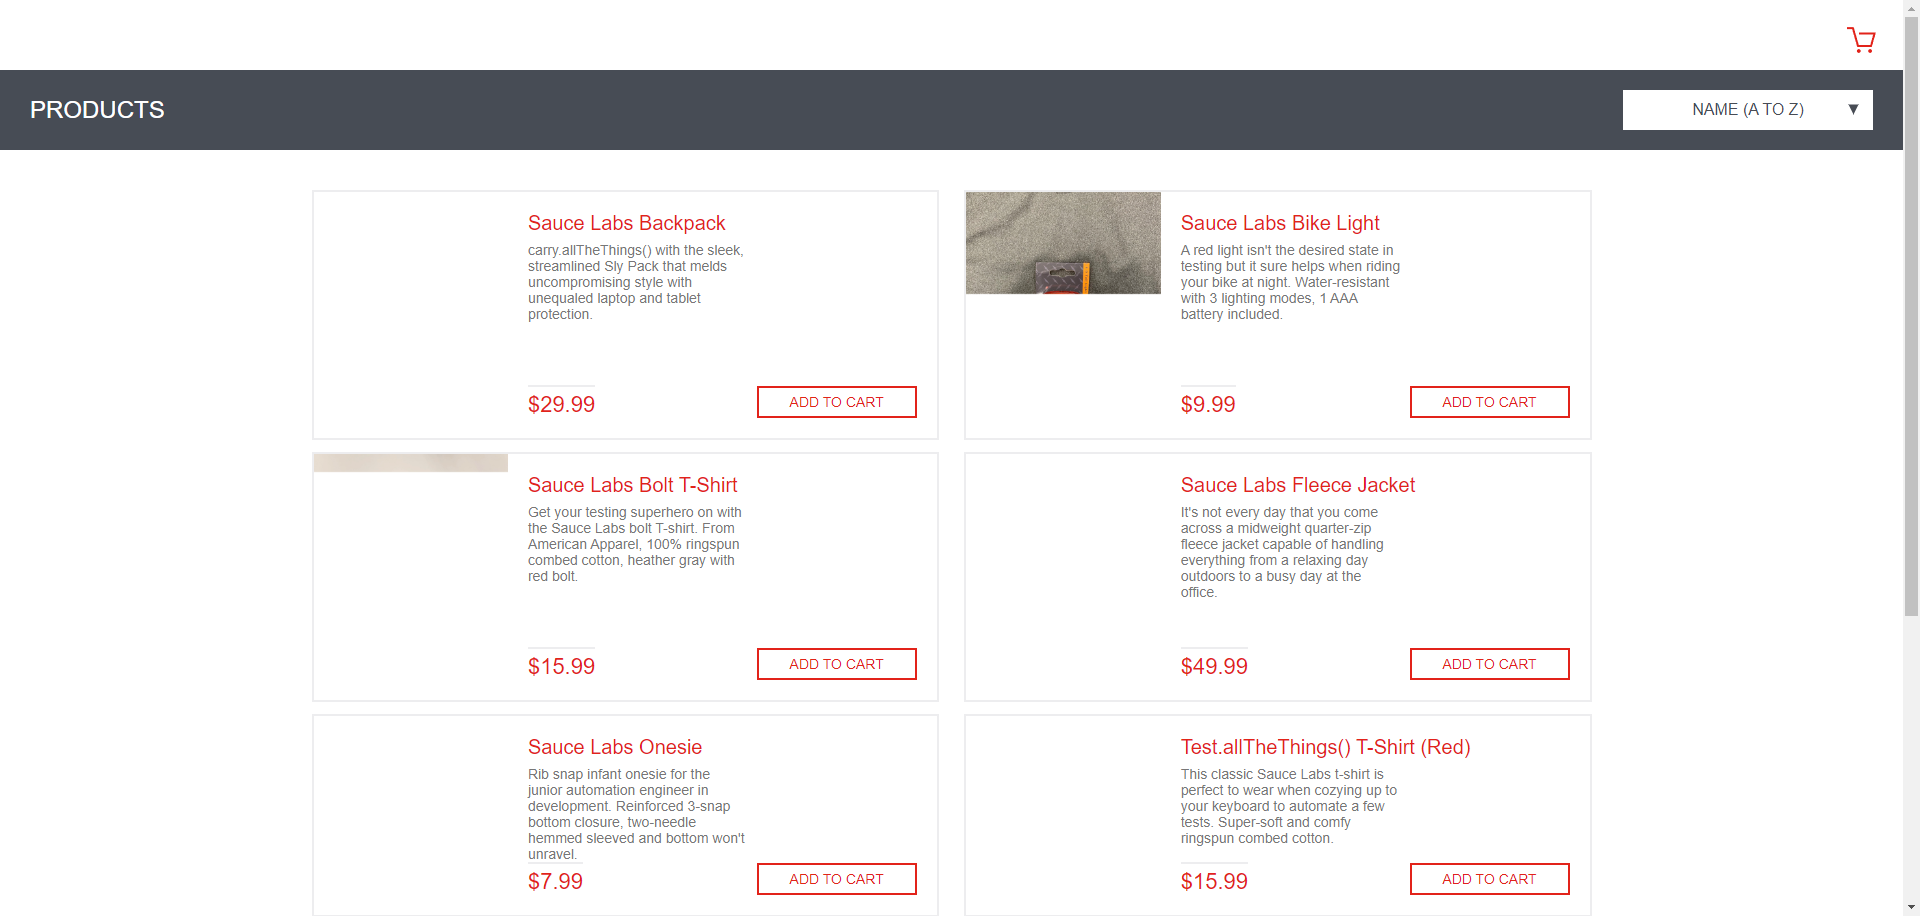 PRODUCTS
NAME (A TO Z)
Sauce Labs Backpack
carry.allTheThings() with the sleek,
streamlined Sly Pack that melds
uncompromising style with
unequaled laptop and tablet
protection.
$29.99
ADD TO CART
Sauce Labs Bike Light
A red light isn't the desired state in
testing but it sure helps when riding
your bike at night. Water-resistant
with 3 lighting modes, 1 AAA
battery included.
$9.99
ADD TO CART
Sauce Labs Bolt T-Shirt
Get your testing superhero on with
the Sauce Labs bolt T-shirt. From
American Apparel, 100% ringspun
combed cotton, heather gray with
red bolt.
$15.99
ADD TO CART
Sauce Labs Fleece Jacket
It's not every day that you come
across a midweight quarter-zip
fleece jacket capable of handling
everything from a relaxing day
outdoors to a busy day at the
office.
$49.99
ADD TO CART
Sauce Labs Onesie
Rib snap infant onesie for the
junior automation engineer in
development. Reinforced 3-snap
bottom closure, two-needle
hemmed sleeved and bottom won't
unravel.
$7.99
ADD TO CART
Test.allTheThings() T-Shirt (Red)
This classic Sauce Labs t-shirt is
perfect to wear when cozying up to
your keyboard to automate a few
tests. Super-soft and comfy
ringspun combed cotton.
$15.99
ADD TO CART